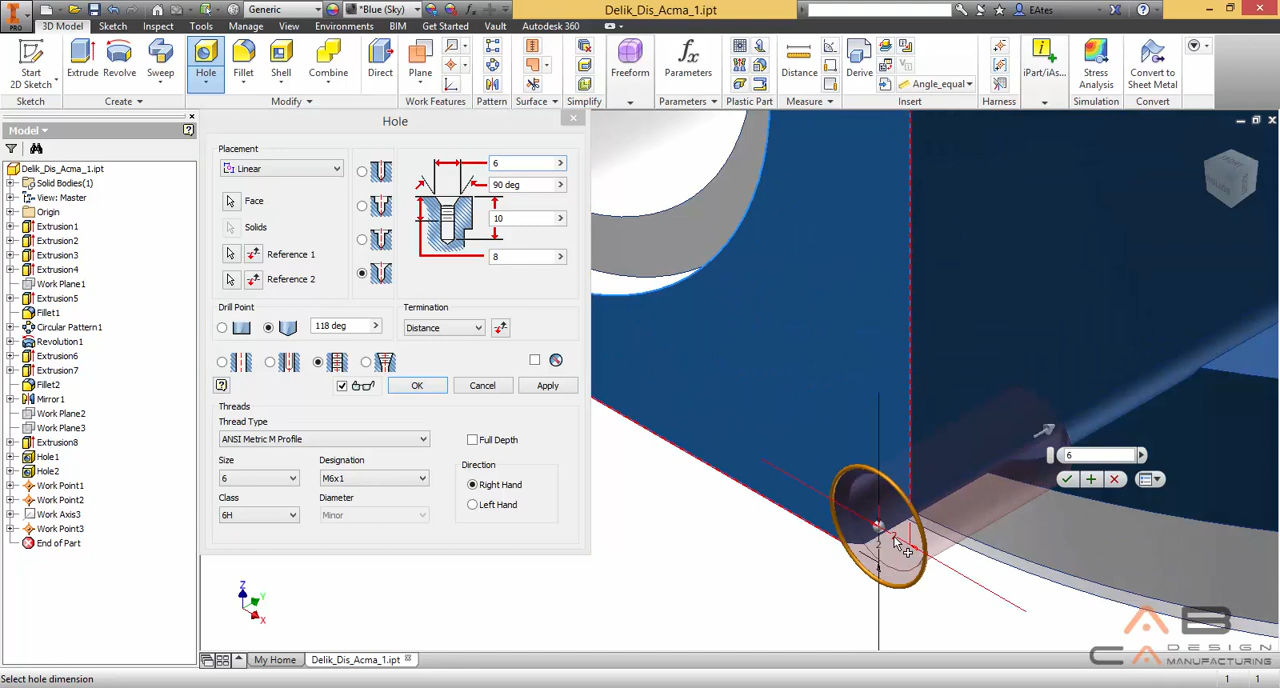 PRO
Generic
*Blue (Sky)
Delik_Dis_Acma_1.ipt
EAtes
3D Model
Sketch
Inspect
Tools
Manage
View
Environments
BIM
Get Started
Vault
Autodesk 360
Start
2D Sketch
Extrude
Revolve
Sweep
Hole
Fillet
Shell
Combine
Direct
Plane
Freeform
Parameters
Distance
Derive
Angle_equal
iPart/iAs...
Stress
Analysis
Convert to
Sheet Metal
Sketch
Create
Modify
Work Features
Pattern
Surface
Simplify
Parameters
Plastic Part
Measure
Insert
Harness
Simulation
Convert
Model
Delik_Dis_Acma_1.ipt
Solid Bodies(1)
View: Master
Origin
Extrusion1
Extrusion2
Extrusion3
Extrusion4
Work Plane1
Extrusion5
Fillet1
Circular Pattern1
Revolution1
Extrusion6
Extrusion7
Fillet2
Mirror1
Work Plane2
Work Plane3
Extrusion8
Hole1
Hole2
Work Point1
Work Point2
Work Axis3
Work Point3
End of Part
Hole
Placement
Linear
Face
Solids
Reference 1
Reference 2
6
90 deg
10
8
Drill Point
118 deg
Termination
Distance
OK
Cancel
Apply
Threads
Thread Type
ANSI Metric M Profile
Full Depth
Size
Designation
6
M6x1
Class
Diameter
6H
Minor
Direction
Right Hand
Left Hand
6
2
Z
Y
X
My Home
Delik_Dis_Acma_1.ipt
AB
CA
DESIGN
MANUFACTURING
Select hole dimension
1
1